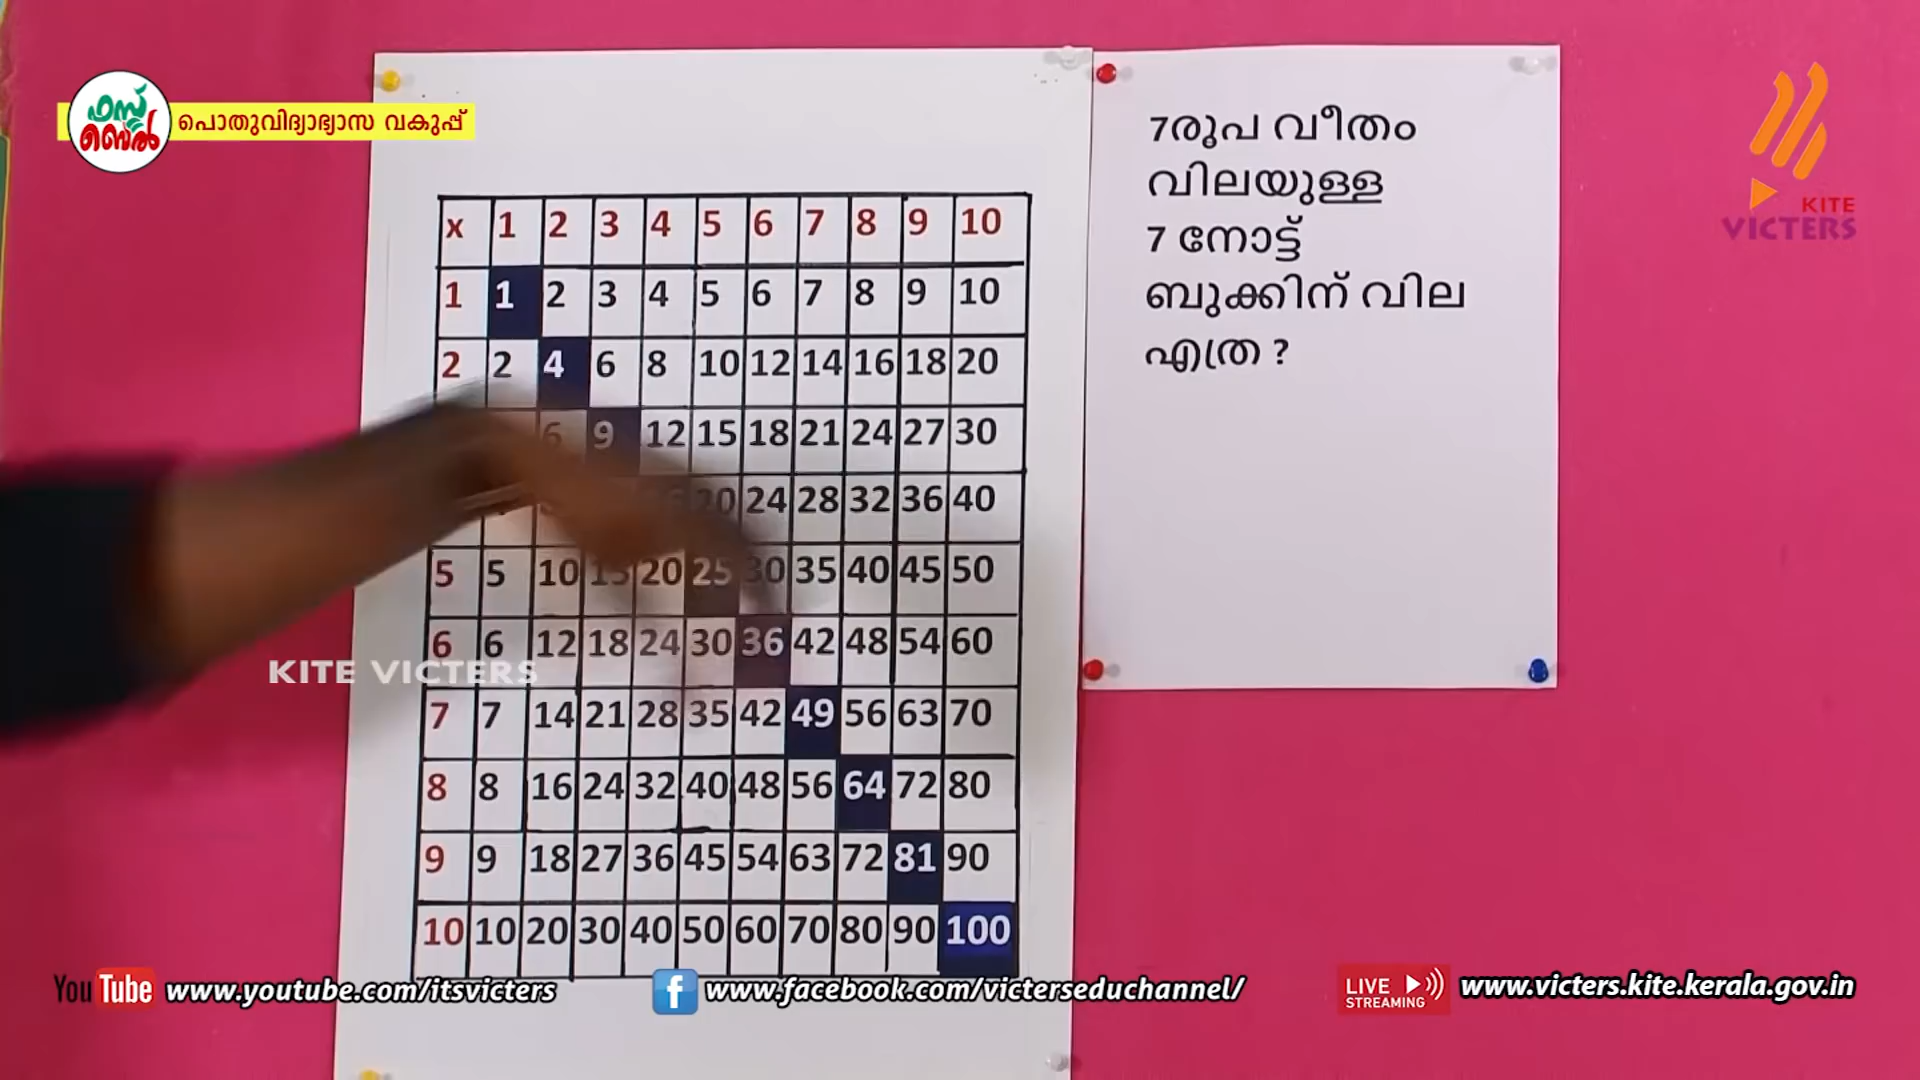 ഫസ്റ്റ്
ബെൽ
പൊതുവിദ്യാഭ്യാസ വകുപ്പ്
KITE
VICTERS
x 1 2 3 4 5 6 7 8 9 10
1 1 2 3 4 5 6 7 8 9 10
2 2 4 6 8 10 12 14 16 18 20
6 9 12 15 18 21 24 27 30
20 24 28 32 36 40
5 5 10 15 20 25 30 35 40 45 50
6 6 12 18 24 30 36 42 48 54 60
7 7 14 21 28 35 42 49 56 63 70
8 8 16 24 32 40 48 56 64 72 80
9 9 18 27 36 45 54 63 72 81 90
10 10 20 30 40 50 60 70 80 90 100
7രൂപ വീതം
വിലയുള്ള
7 നോട്ട്
ബുക്കിന് വില
എത്ര ?
KITE VICTERS
You Tube www.youtube.com/itsvicters
f www.facebook.com/victerseduchannel/
LIVE STREAMING www.victers.kite.kerala.gov.in